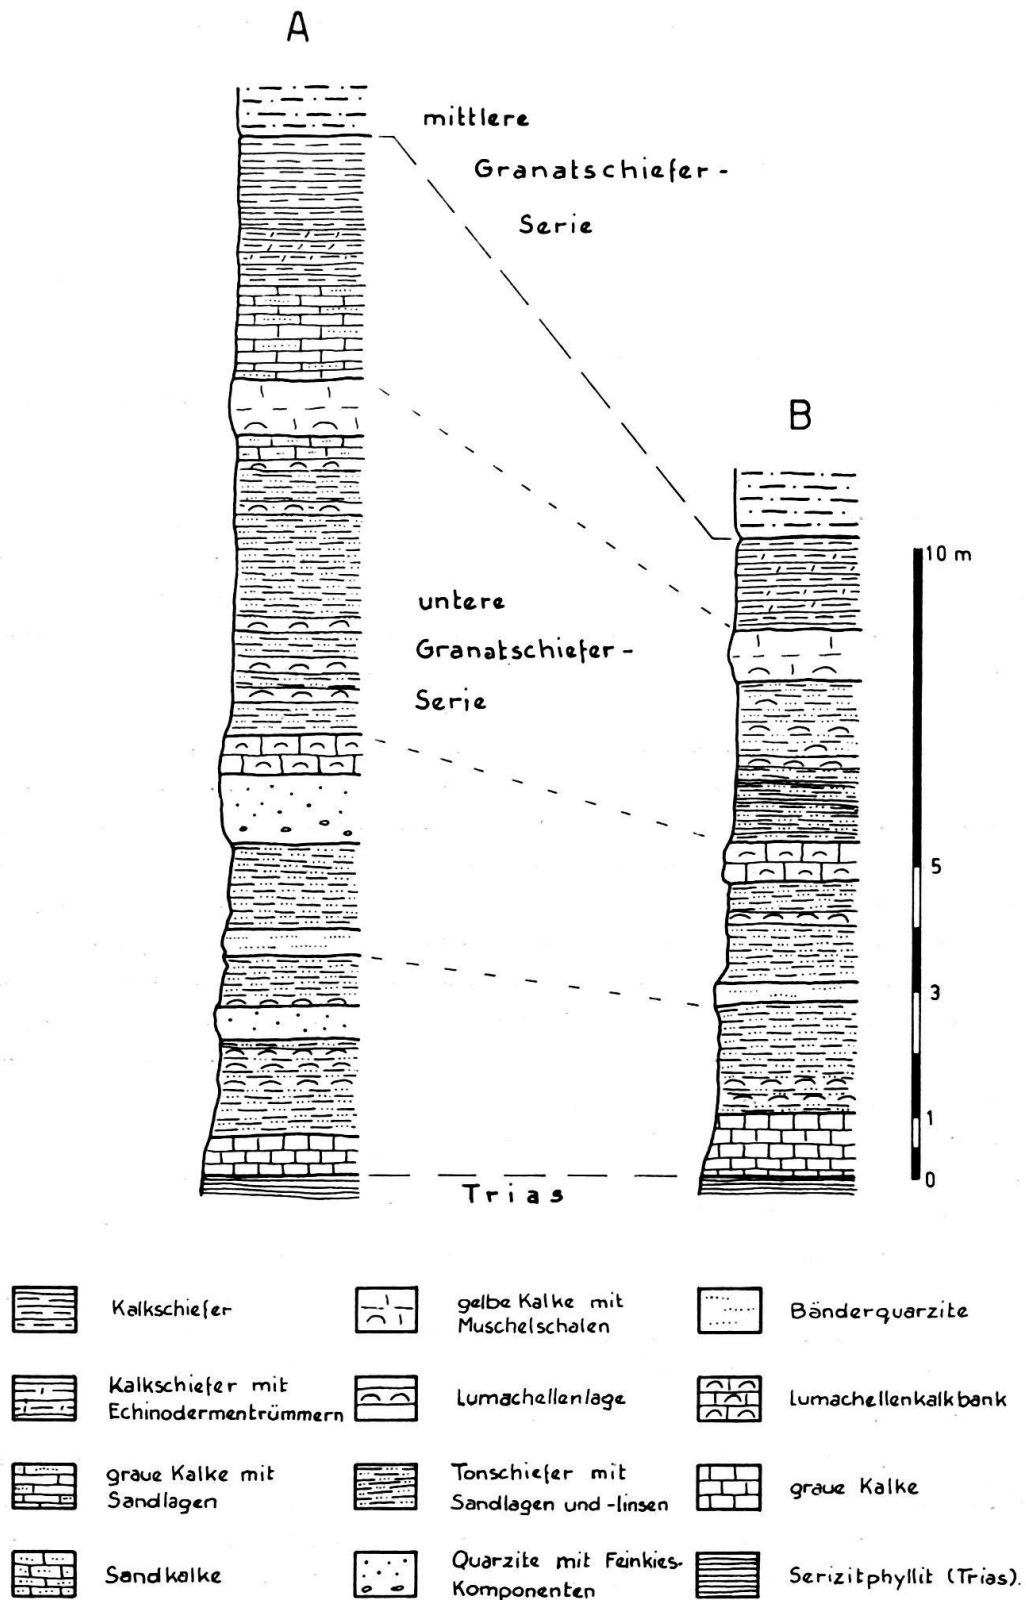 A
mittlere
Granatschiefer-
Serie
B
10 m
untere
Granatschiefer-
Serie
5
3
1
0
Trias
Kalkschiefer
gelbe Kalke mit
Muschelschalen
Bänderquarzite
Kalkschiefer mit
Echinodermentrümmern
Lumachellenlage
Lumachellenkalkbank
graue Kalke mit
Sandlagen
Tonschiefer mit
Sandlagen und -linsen
graue Kalke
Sandkalke
Quarzite mit Feinkies-
Komponenten
Serizitphyllit (Trias).